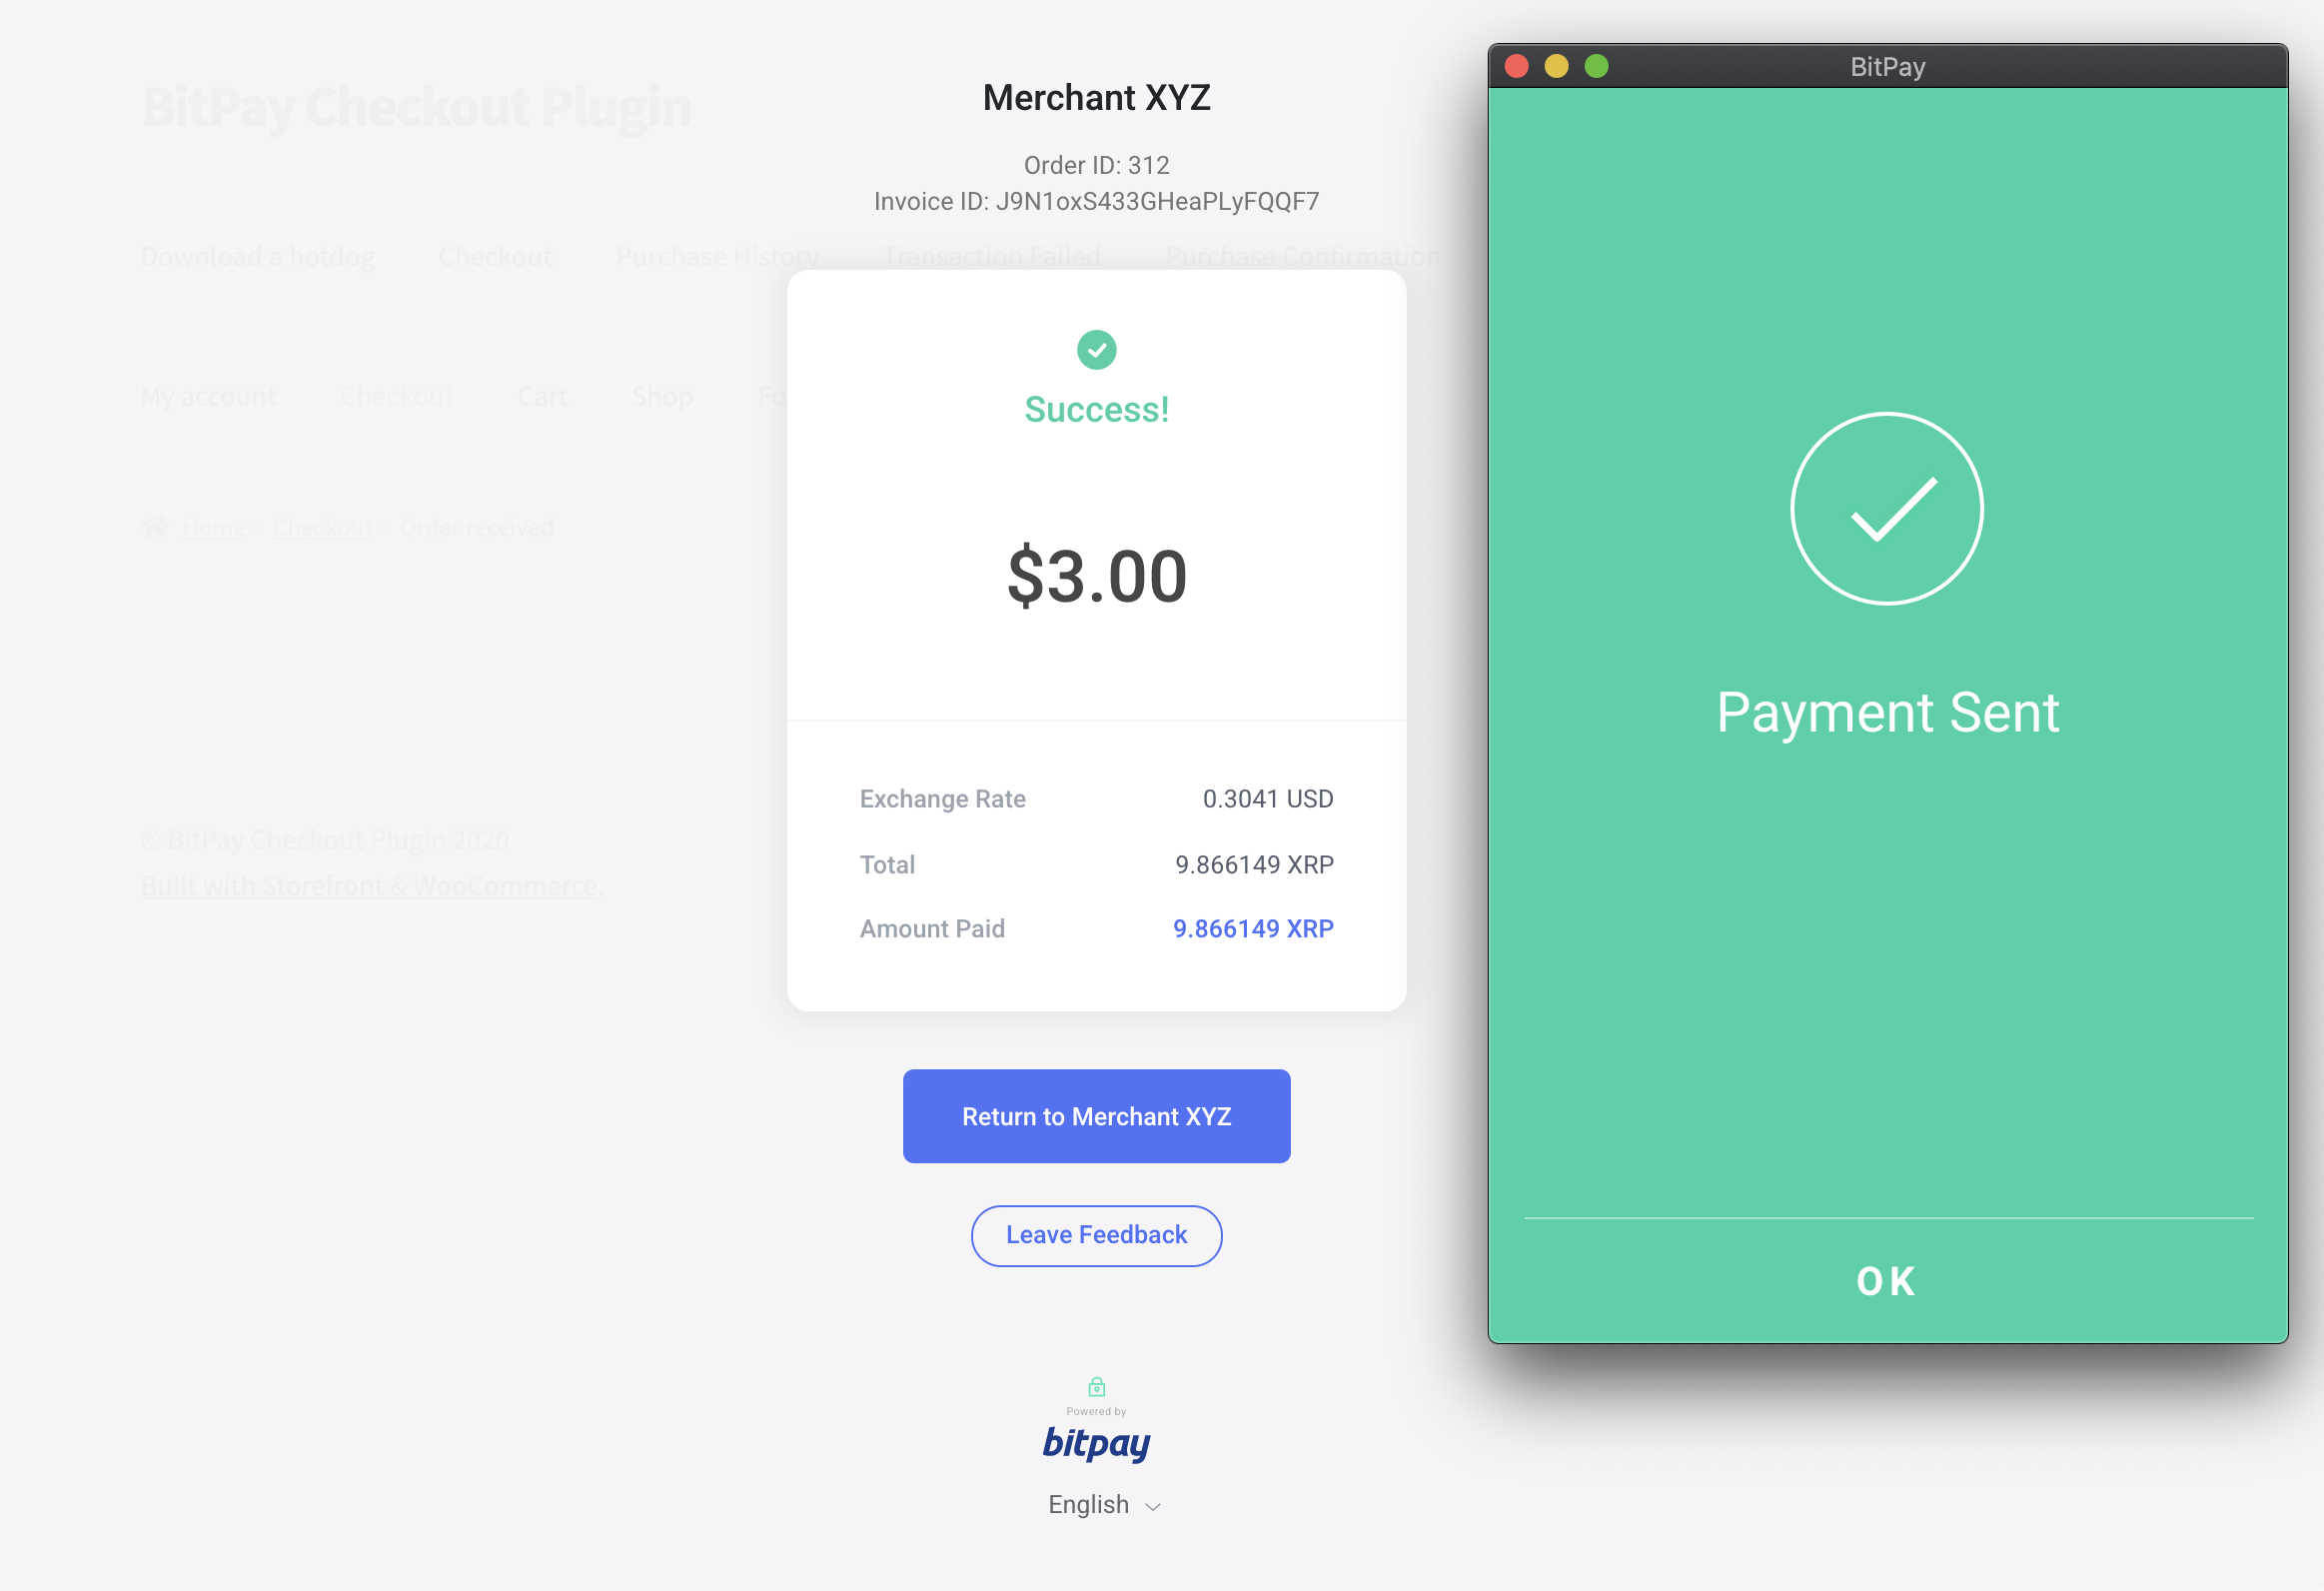 BitPay Checkout Plugin
Download a hotdog Checkout Purchase History Transaction Failed Purchase Confirmation
My account Checkout Cart Shop
Home Checkout Order received
© BitPay Checkout Plugin 2020
Built with Storefront & WooCommerce.
Merchant XYZ
Order ID: 312
Invoice ID: J9N1oxS433GHeaPLyFQQF7
Success!
$3.00
Exchange Rate 0.3041 USD
Total 9.866149 XRP
Amount Paid 9.866149 XRP
Return to Merchant XYZ
Leave Feedback
Powered by
bitpay
English
BitPay
Payment Sent
OK